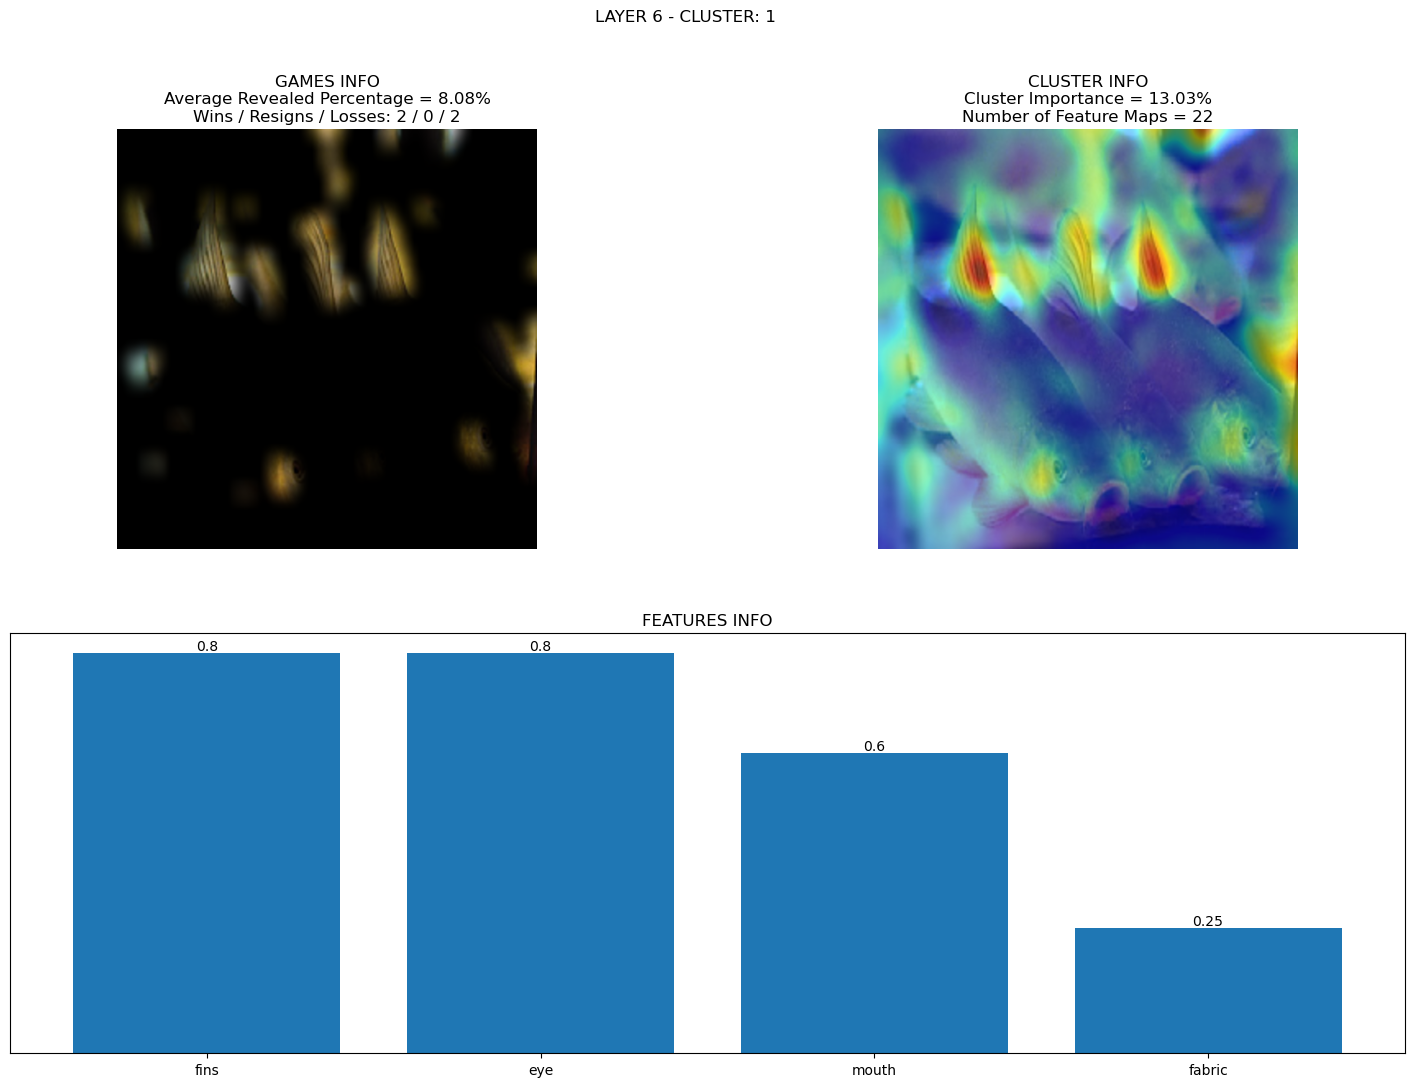 LAYER 6 - CLUSTER: 1
GAMES INFO
Average Revealed Percentage = 8.08%
Wins / Resigns / Losses: 2 / 0 / 2
CLUSTER INFO
Cluster Importance = 13.03%
Number of Feature Maps = 22
FEATURES INFO
0.8
0.8
0.6
0.25
fins
eye
mouth
fabric